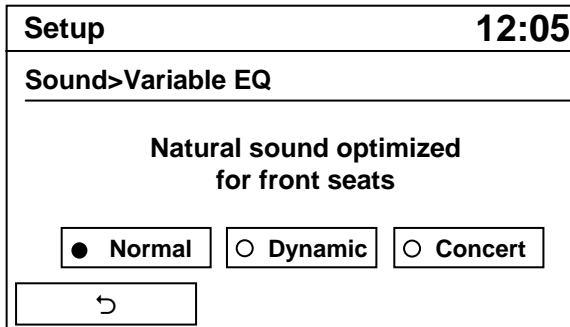 Setup 12:05
Sound>Variable EQ
Natural sound optimized
for front seats
Normal Dynamic Concert